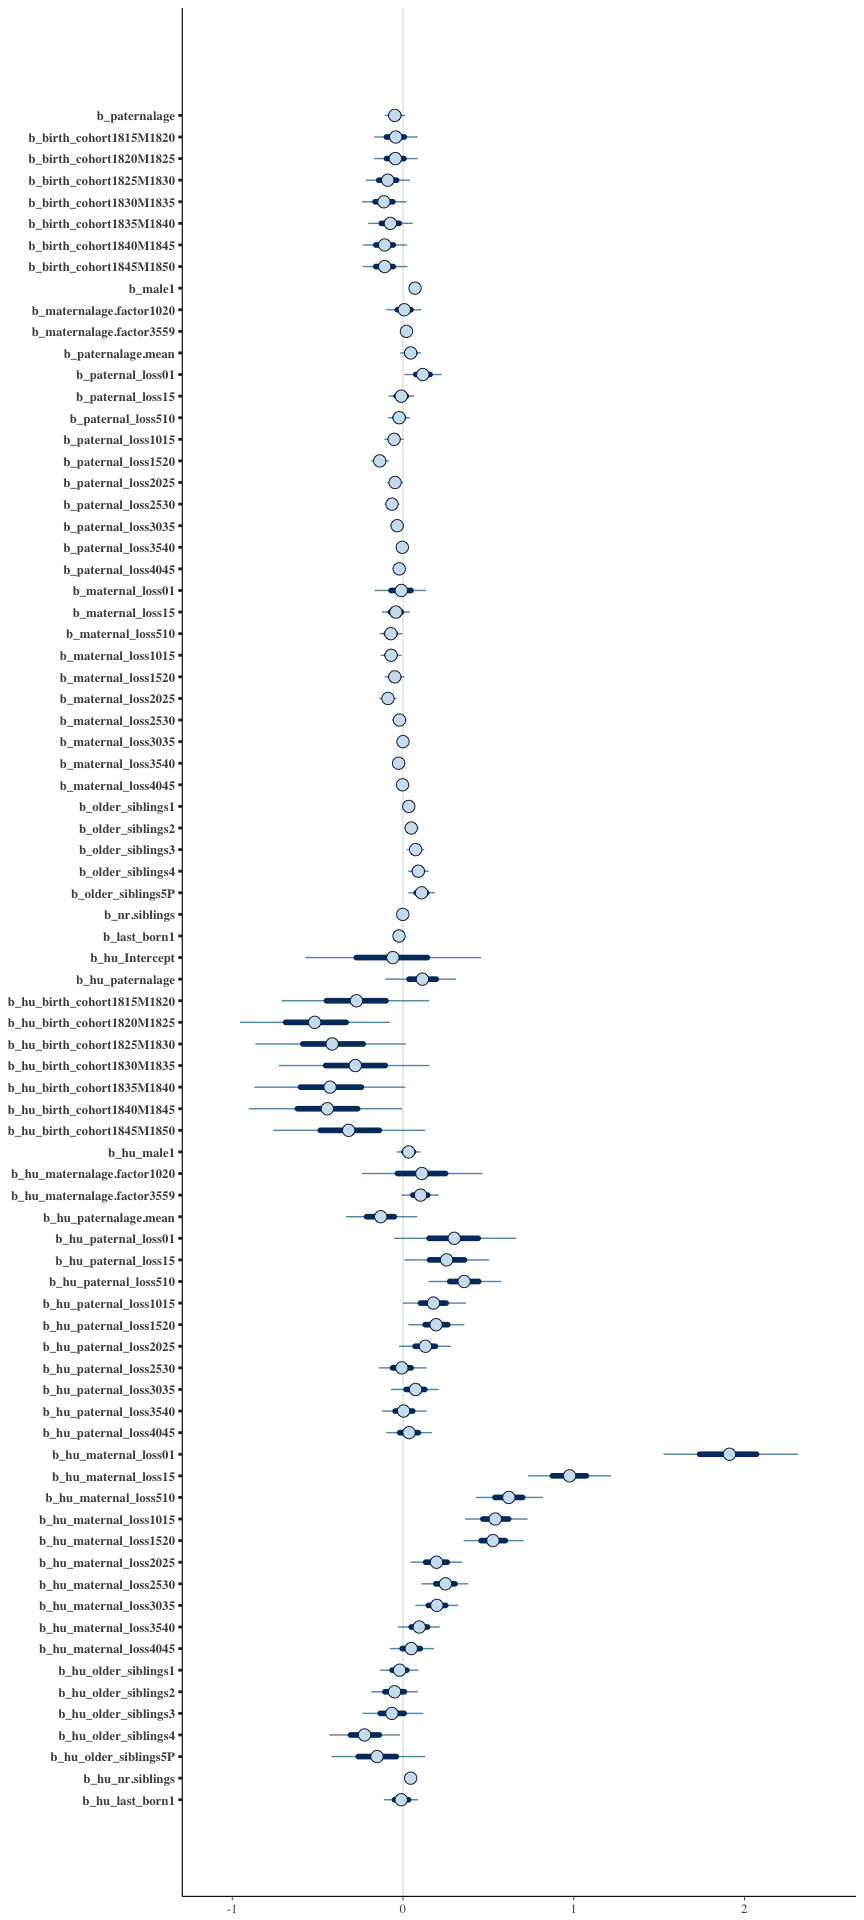 b_paternalage
b_birth_cohort1815M1820
b_birth_cohort1820M1825
b_birth_cohort1825M1830
b_birth_cohort1830M1835
b_birth_cohort1835M1840
b_birth_cohort1840M1845
b_birth_cohort1845M1850
b_male1
b_maternalage.factor1020
b_maternalage.factor3559
b_paternalage.mean
b_paternal_loss01
b_paternal_loss15
b_paternal_loss510
b_paternal_loss1015
b_paternal_loss1520
b_paternal_loss2025
b_paternal_loss2530
b_paternal_loss3035
b_paternal_loss3540
b_paternal_loss4045
b_maternal_loss01
b_maternal_loss15
b_maternal_loss510
b_maternal_loss1015
b_maternal_loss1520
b_maternal_loss2025
b_maternal_loss2530
b_maternal_loss3035
b_maternal_loss3540
b_maternal_loss4045
b_older_siblings1
b_older_siblings2
b_older_siblings3
b_older_siblings4
b_older_siblings5P
b_nr.siblings
b_last_born1
b_hu_Intercept
b_hu_paternalage
b_hu_birth_cohort1815M1820
b_hu_birth_cohort1820M1825
b_hu_birth_cohort1825M1830
b_hu_birth_cohort1830M1835
b_hu_birth_cohort1835M1840
b_hu_birth_cohort1840M1845
b_hu_birth_cohort1845M1850
b_hu_male1
b_hu_maternalage.factor1020
b_hu_maternalage.factor3559
b_hu_paternalage.mean
b_hu_paternal_loss01
b_hu_paternal_loss15
b_hu_paternal_loss510
b_hu_paternal_loss1015
b_hu_paternal_loss1520
b_hu_paternal_loss2025
b_hu_paternal_loss2530
b_hu_paternal_loss3035
b_hu_paternal_loss3540
b_hu_paternal_loss4045
b_hu_maternal_loss01
b_hu_maternal_loss15
b_hu_maternal_loss510
b_hu_maternal_loss1015
b_hu_maternal_loss1520
b_hu_maternal_loss2025
b_hu_maternal_loss2530
b_hu_maternal_loss3035
b_hu_maternal_loss3540
b_hu_maternal_loss4045
b_hu_older_siblings1
b_hu_older_siblings2
b_hu_older_siblings3
b_hu_older_siblings4
b_hu_older_siblings5P
b_hu_nr.siblings
b_hu_last_born1
-1 0 1 2